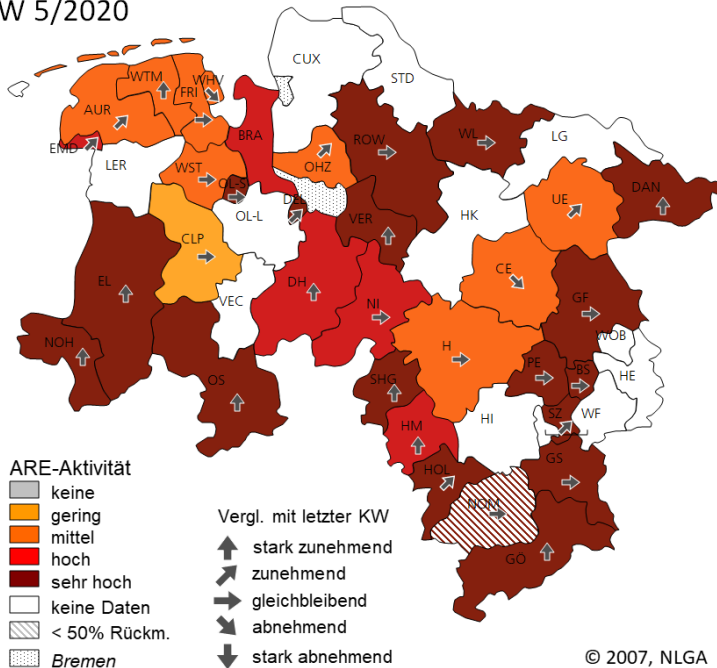 W 5/2020
CUX
STD
WTM
WHV
FRI
AUR
EMD
BRA
LER
WST
OHZ
ROW
WL
LG
OL-S
OL-L
DEL
VER
HK
UE
DAN
CLP
EL
VEC
DH
NI
CE
GF
WOB
NOH
OS
H
PE
BS
HE
SHG
SZ
WF
HM
HI
HOL
GS
NOM
GÖ
ARE-Aktivität
keine
gering
mittel
hoch
sehr hoch
keine Daten
< 50% Rückm.
Bremen
Vergl. mit letzter KW
stark zunehmend
zunehmend
gleichbleibend
abnehmend
stark abnehmend
© 2007, NLGA